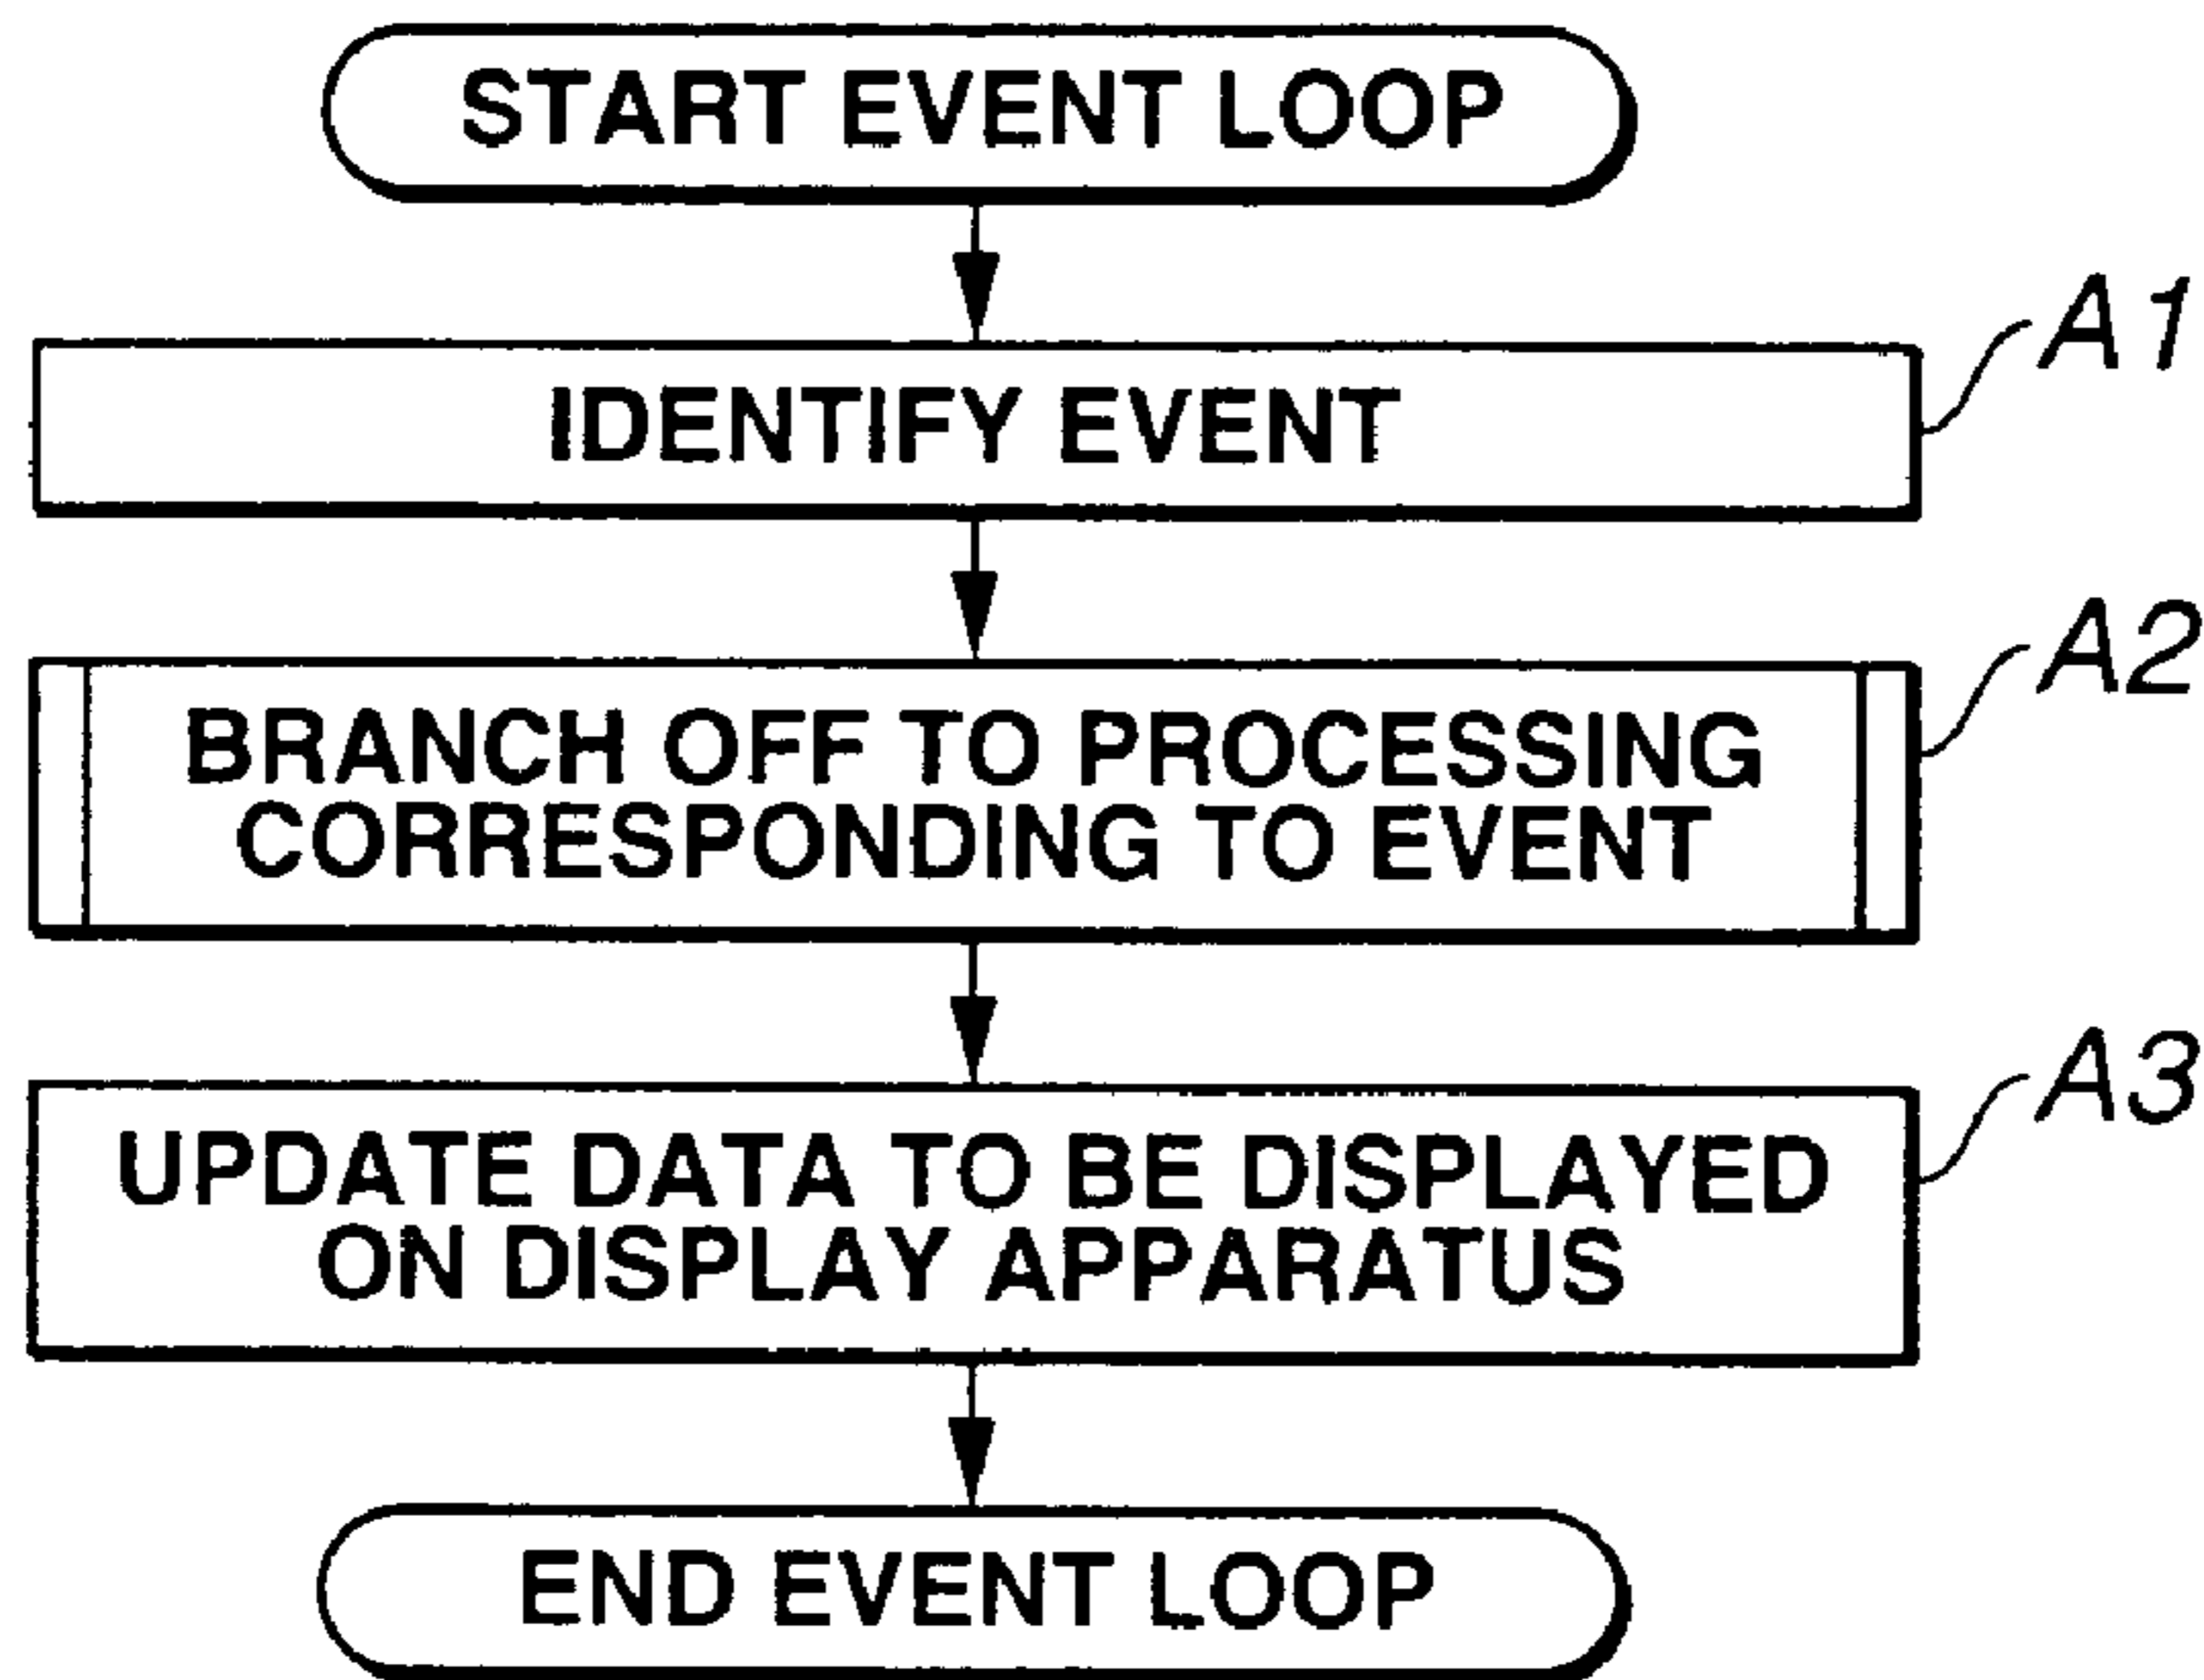 START EVENT LOOP
A1
IDENTIFY EVENT
A2
BRANCH OFF TO PROCESSING
CORRESPONDING TO EVENT
A3
UPDATE DATA TO BE DISPLAYED
ON DISPLAY APPARATUS
END EVENT LOOP